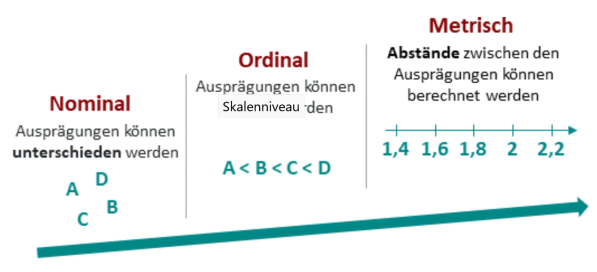 Nominal
Ausprägungen können
unterschieden werden
A
D
B
C
Ordinal
Ausprägungen können
Skalenniveau rden
A < B < C < D
Metrisch
Abstände zwischen den
Ausprägungen können
berechnet werden
1,4 1,6 1,8 2 2,2